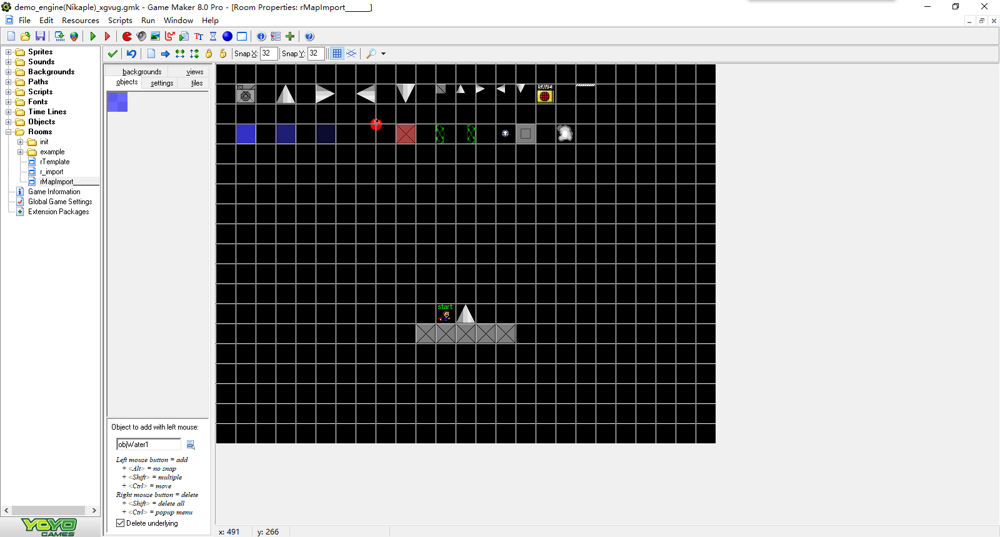 demo_engine(Nikaple)_xgvug.gmk - Game Maker 8.0 Pro - [Room Properties: rMapImport______]
File Edit Resources Scripts Run Window Help
Snap X: 32 Snap Y: 32
Sprites
Sounds
Backgrounds
Paths
Scripts
Fonts
Time Lines
Objects
Rooms
init
example
rTemplate
r_import
rMapImport______
Game Information
Global Game Settings
Extension Packages
YOYO
GAMES
backgrounds views
objects settings tiles
Object to add with left mouse:
objWater1
Left mouse button = add
+ <Alt> = no snap
+ <Shift> = multiple
+ <Ctrl> = move
Right mouse button = delete
+ <Shift> = delete all
+ <Ctrl> = popup menu
Delete underlying
SAVE
start
x: 491 y: 266